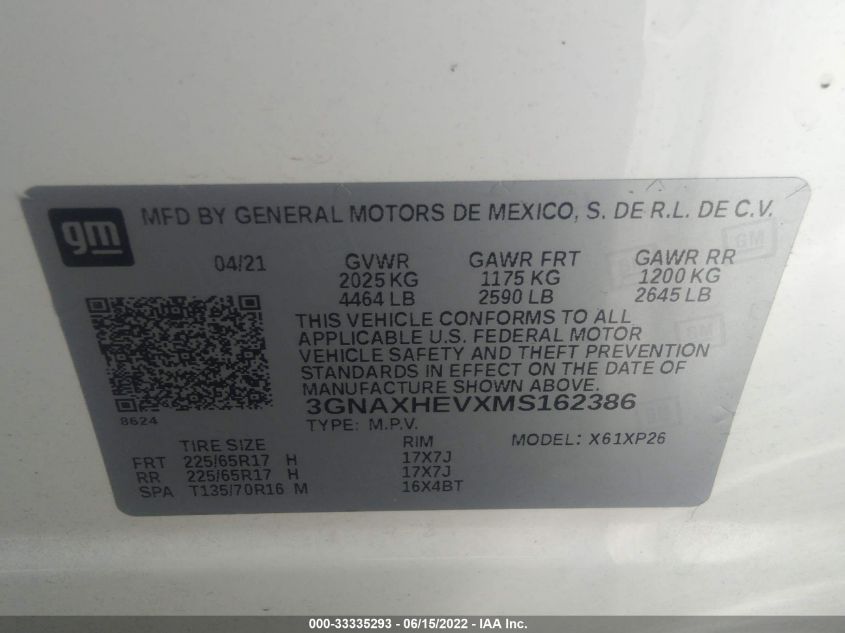 gm
MFD BY GENERAL MOTORS DE MEXICO, S. DE R.L. DE C.V.
04/21 GVWR GAWR FRT GAWR RR
2025 KG 1175 KG 1200 KG
4464 LB 2590 LB 2645 LB
THIS VEHICLE CONFORMS TO ALL
APPLICABLE U.S. FEDERAL MOTOR
VEHICLE SAFETY AND THEFT PREVENTION
STANDARDS IN EFFECT ON THE DATE OF
MANUFACTURE SHOWN ABOVE.
3GNAXHEVXMS162386
8624
TYPE: M.P.V.
MODEL: X61XP26
TIRE SIZE RIM
FRT 225/65R17 H 17X7J
RR 225/65R17 H 17X7J
SPA T135/70R16 M 16X4BT
000-33335293 - 06/15/2022 - IAAI.COM